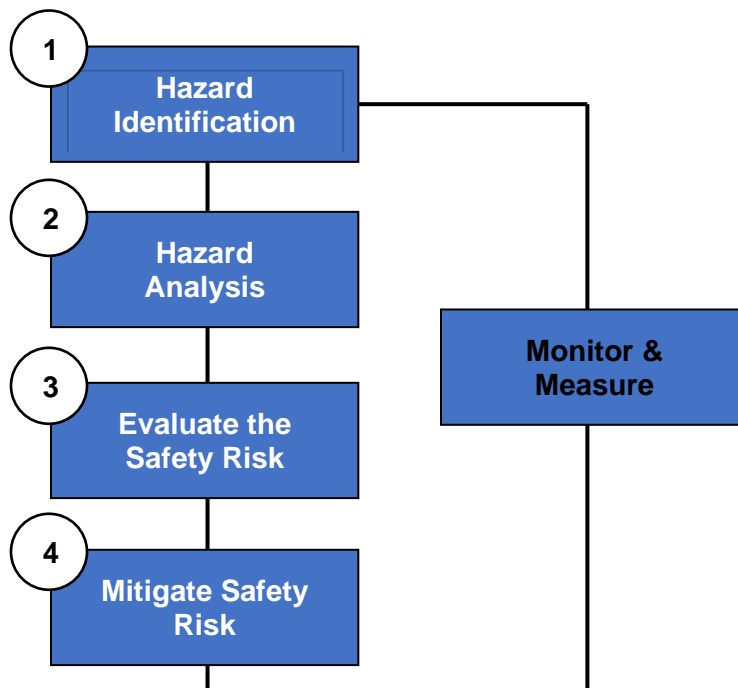 1
Hazard
Identification
2
Hazard
Analysis
Monitor &
Measure
3
Evaluate the
Safety Risk
4
Mitigate Safety
Risk